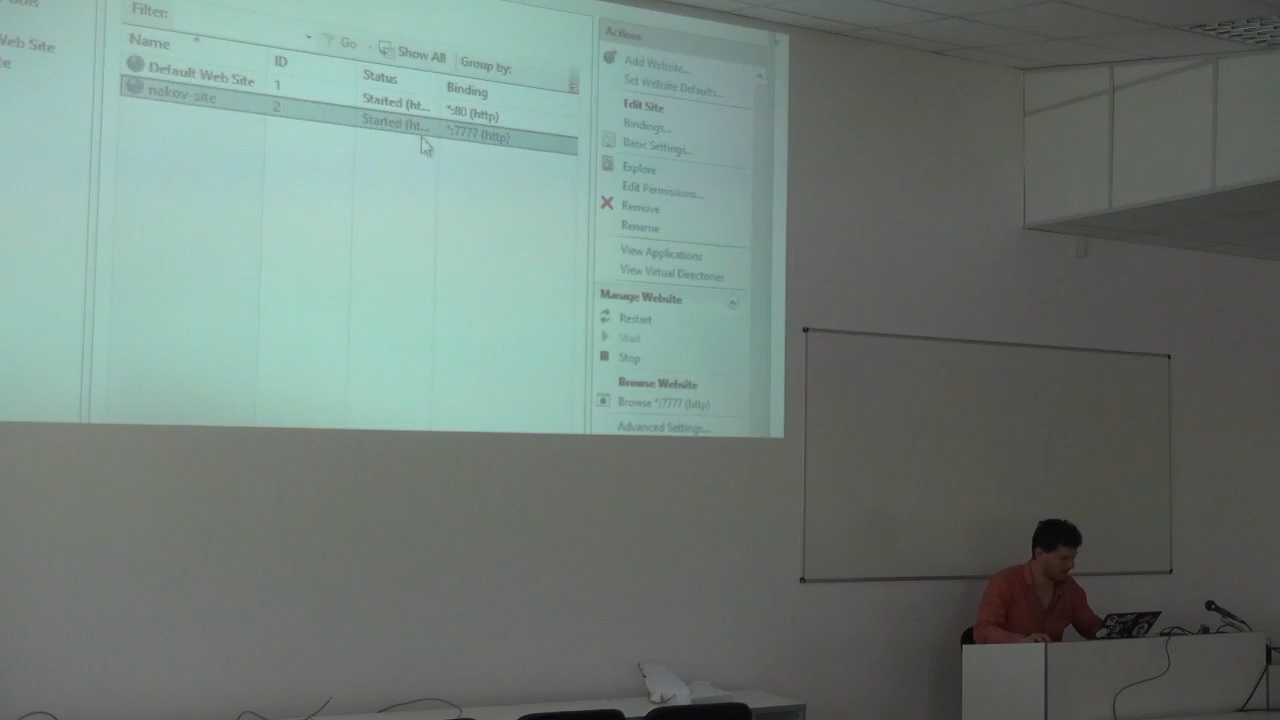 Web Site
Filter:
Go
Show All
Group by:
Name
ID
Status
Binding
Default Web Site
1
Started (ht...
*:80 (http)
nakov-site
2
Started (ht...
*:7777 (http)
Actions
Add Website...
Set Website Defaults...
Edit Site
Bindings...
Basic Settings...
Explore
Edit Permissions...
Remove
Rename
View Applications
View Virtual Directories
Manage Website
Restart
Start
Stop
Browse Website
Browse *:7777 (http)
Advanced Settings...